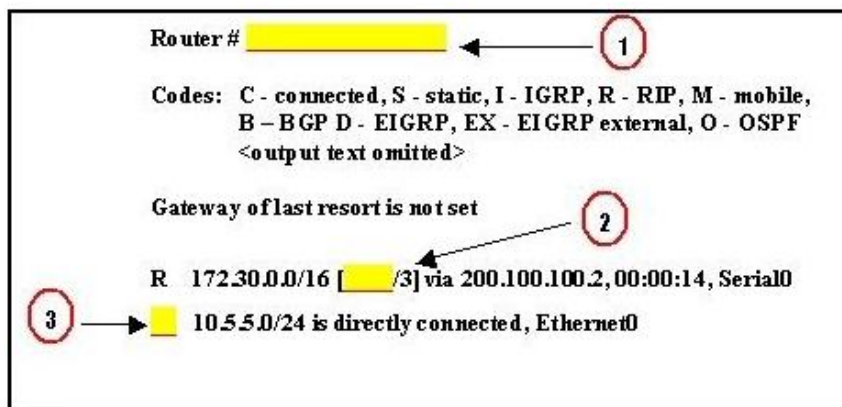 Router #
1
Codes: C - connected, S - static, I - IGRP, R - RIP, M - mobile,
B – BGP D - EIGRP, EX - EIGRP external, O - OSPF
<output text omitted>
Gateway of last resort is not set
2
R 172.30.0.0/16 [ /3] via 200.100.100.2, 00:00:14, Serial0
3
10.5.5.0/24 is directly connected, Ethernet0